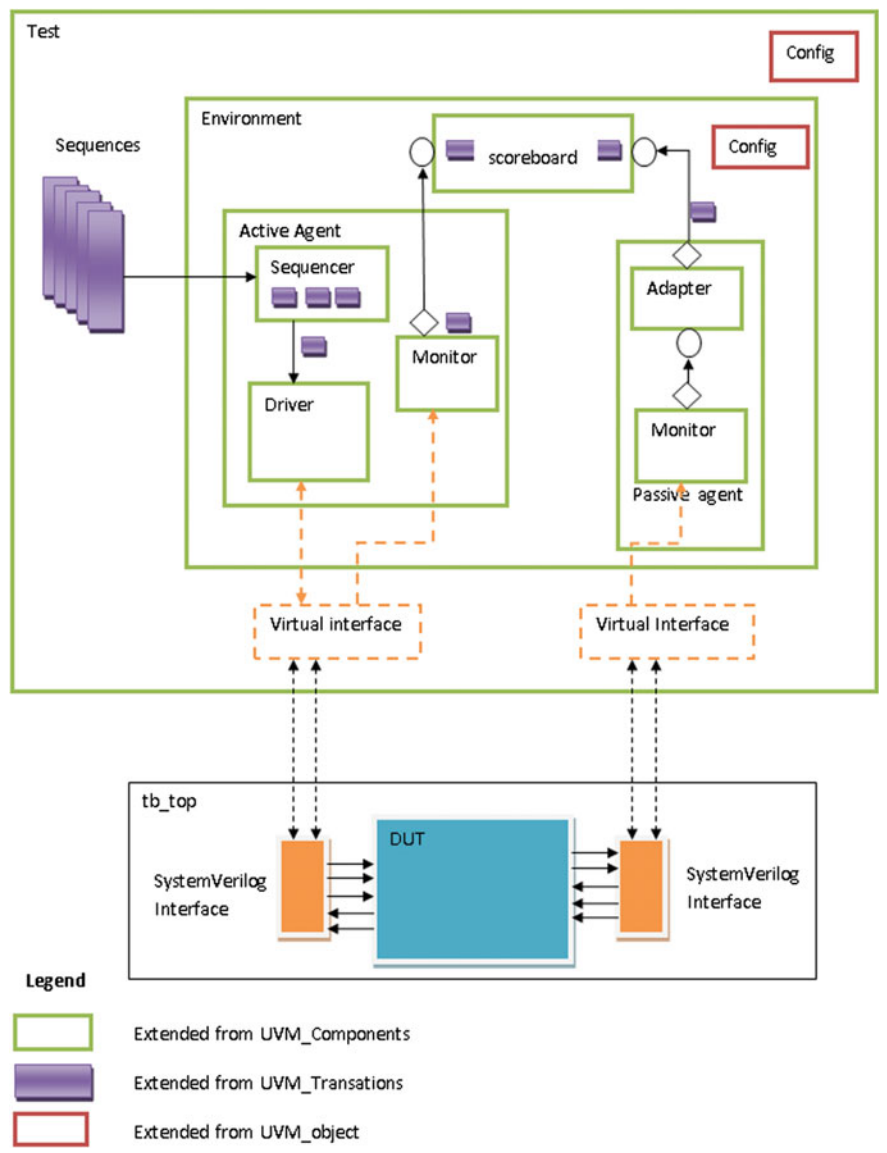 Test
Config
Environment
Sequences
scoreboard
Config
Active Agent
Sequencer
Adapter
Monitor
Driver
Monitor
Passive agent
Virtual interface
Virtual Interface
tb_top
DUT
SystemVerilog
Interface
SystemVerilog
Interface
Legend
Extended from UVM_Components
Extended from UVM_Transations
Extended from UVM_object